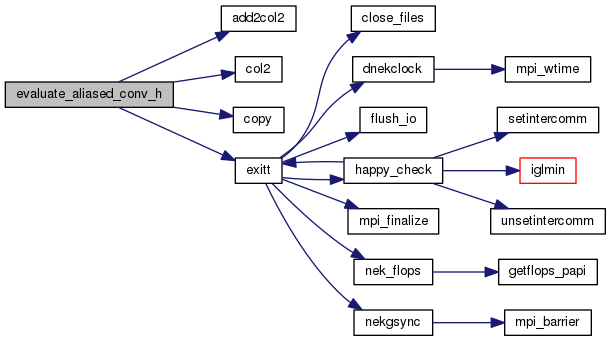 evaluate_aliased_conv_h
add2col2
col2
copy
exitt
close_files
dnekclock
flush_io
happy_check
mpi_finalize
nek_flops
nekgsync
mpi_wtime
setintercomm
iglmin
unsetintercomm
getflops_papi
mpi_barrier